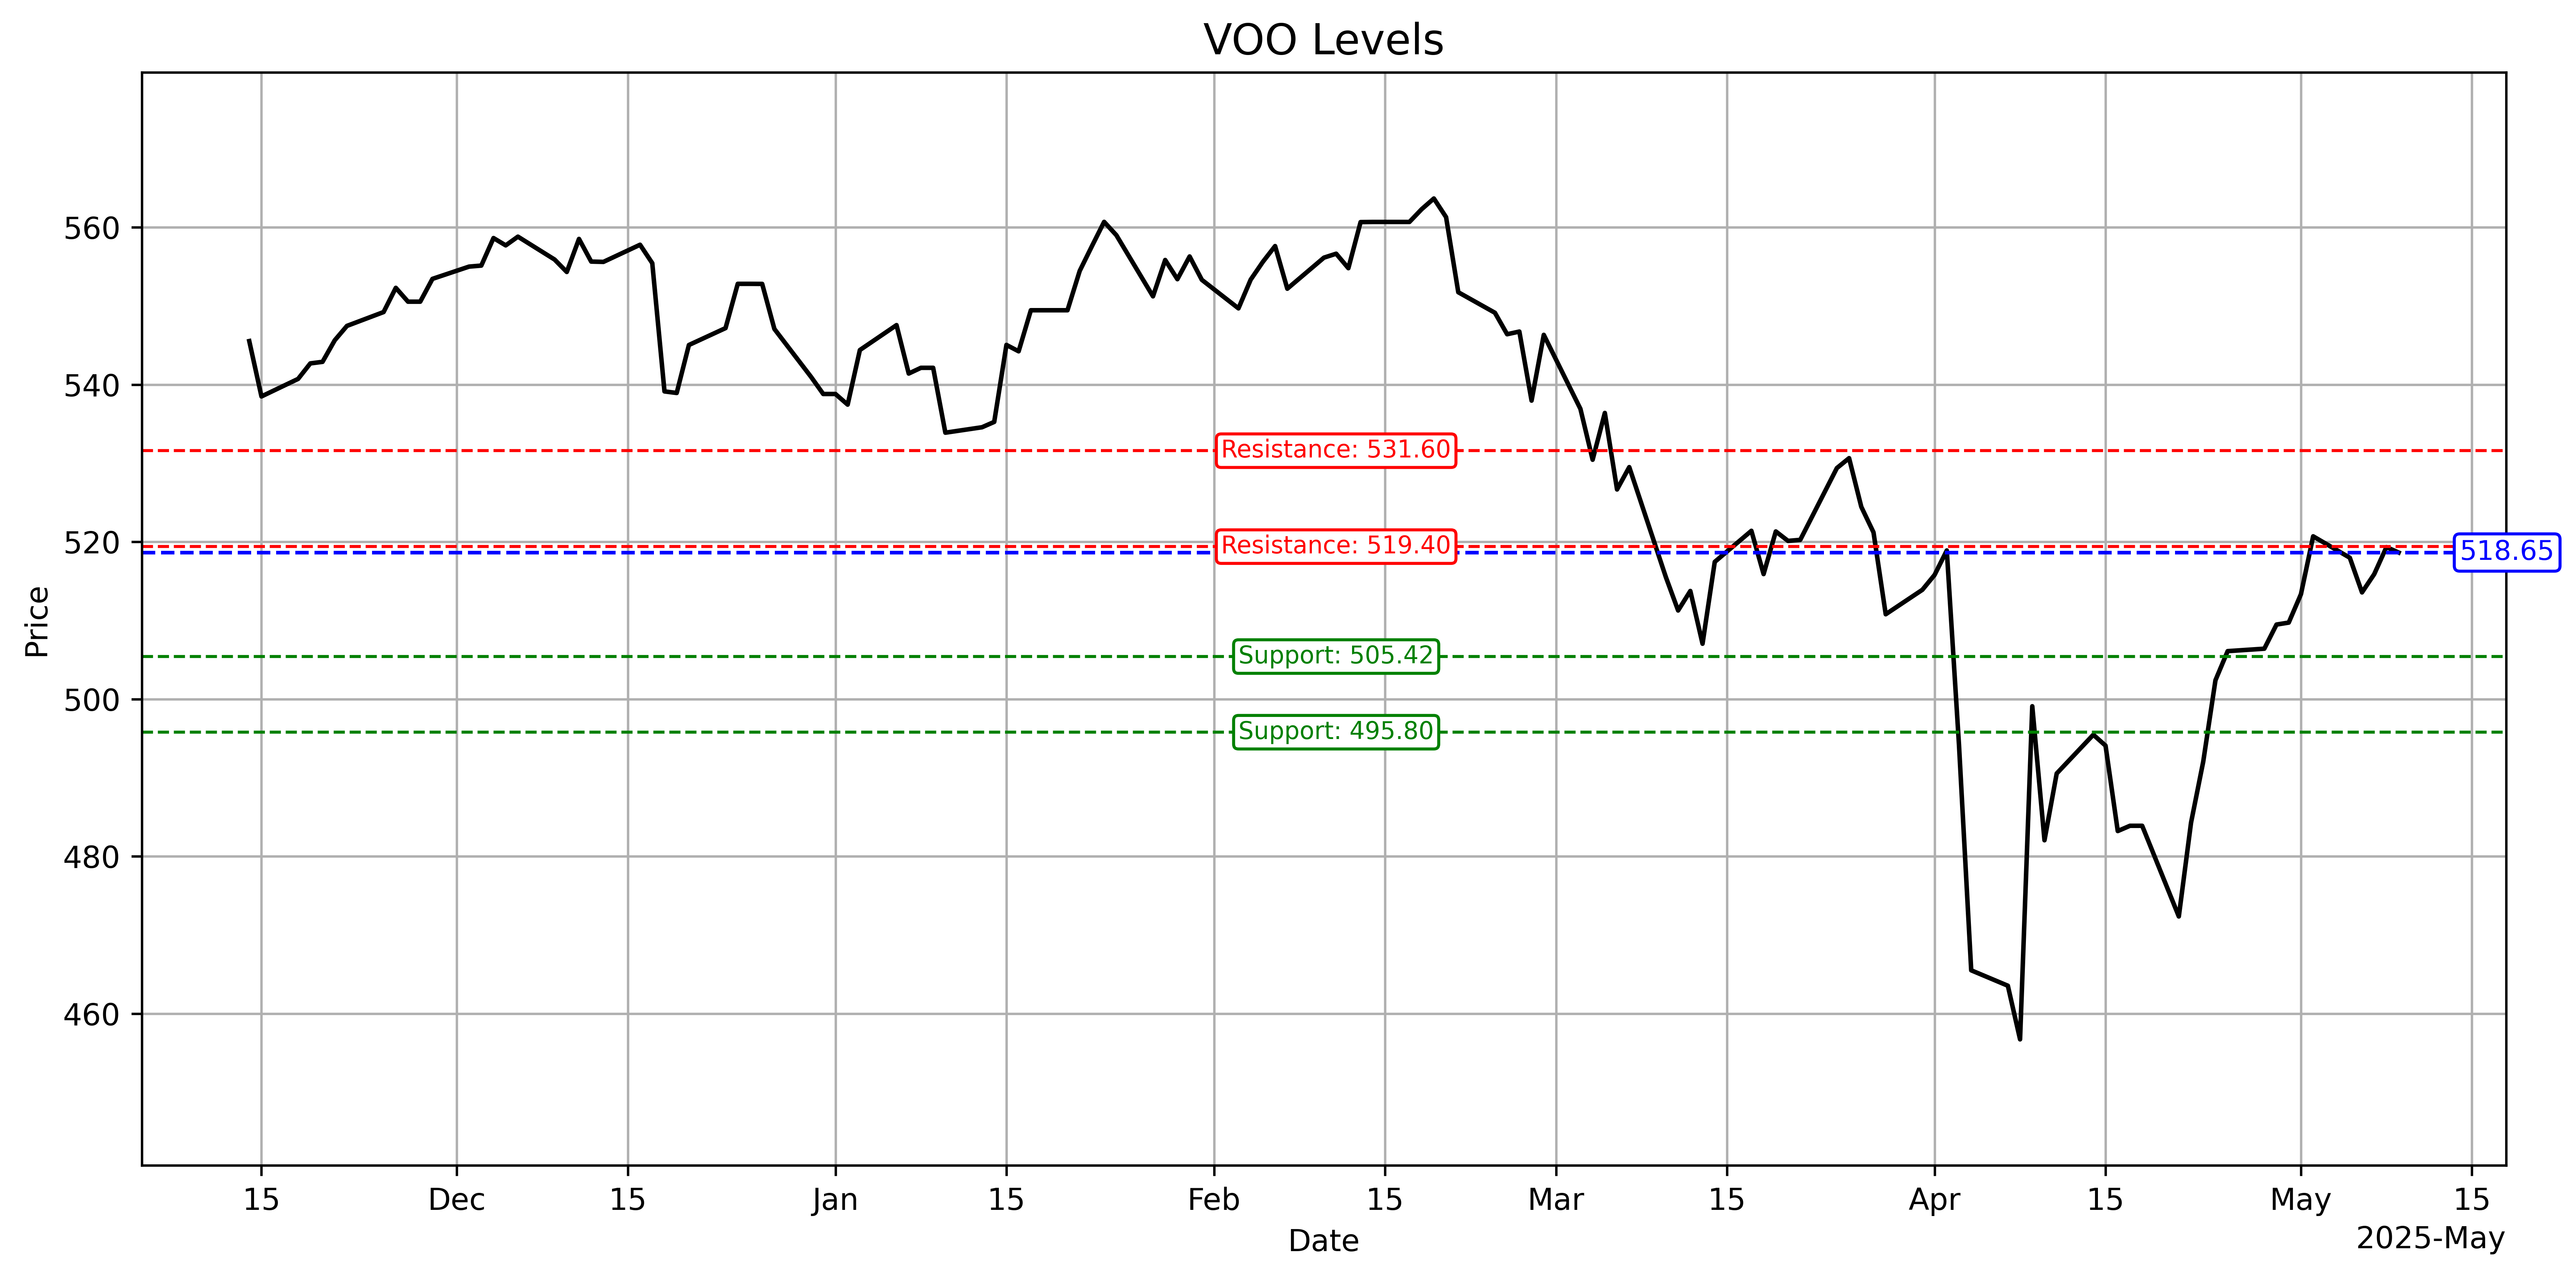 VOO Levels
Price
560
540
520
500
480
460
Resistance: 531.60
Resistance: 519.40
518.65
Support: 505.42
Support: 495.80
15 Dec 15 Jan 15 Feb 15 Mar 15 Apr 15 May 15
Date
2025-May